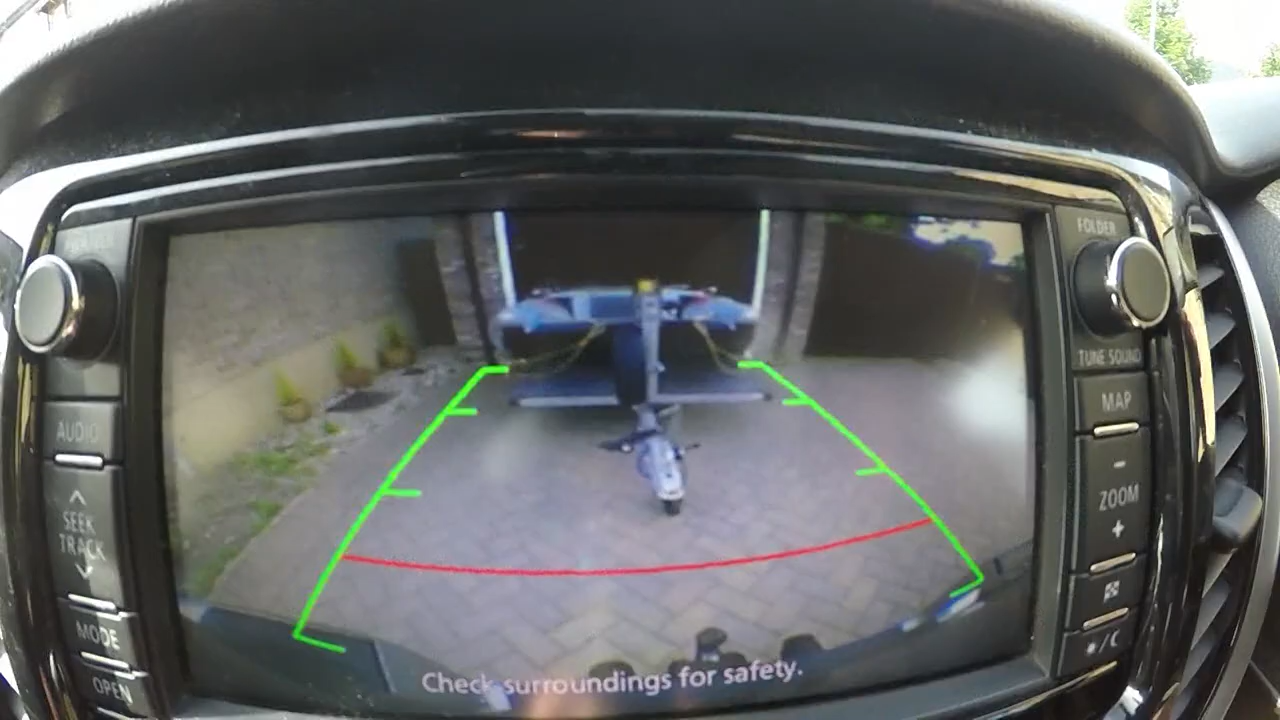 FOLDER
TUNE SOUND
AUDIO
MAP
SEEK
TRACK
-
ZOOM
+
MODE
OPEN
Check surroundings for safety.